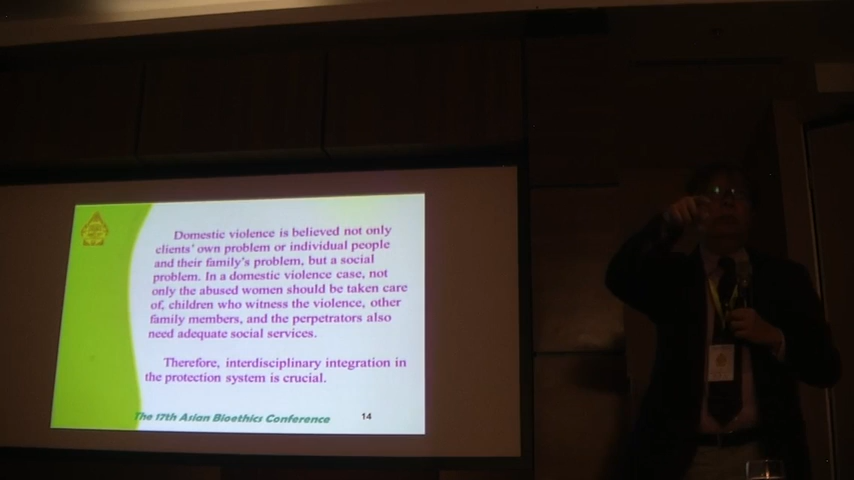 Domestic violence is believed not only
clients' own problem or individual people
and their family's problem, but a social
problem. In a domestic violence case, not
only the abused women should be taken care
of, children who witness the violence, other
family members, and the perpetrators also
need adequate social services.
Therefore, interdisciplinary integration in
the protection system is crucial.
The 17th Asian Bioethics Conference 14